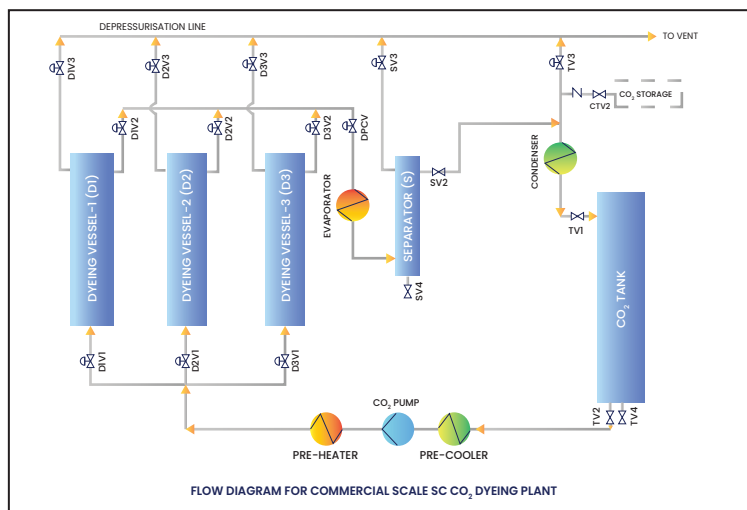 DEPRESSURISATION LINE
TO VENT
D1V3
D2V3
D3V3
SV3
TV3
CO₂ STORAGE
CTV2
D1V2
D2V2
D3V2
DPCV
DYEING VESSEL-1 (D1)
DYEING VESSEL-2 (D2)
DYEING VESSEL-3 (D3)
EVAPORATOR
SEPARATOR (S)
SV2
CONDENSER
TV1
SV4
CO₂ TANK
D1V1
D2V1
D3V1
TV2
TV4
CO₂ PUMP
PRE-HEATER
PRE-COOLER
FLOW DIAGRAM FOR COMMERCIAL SCALE SC CO₂ DYEING PLANT